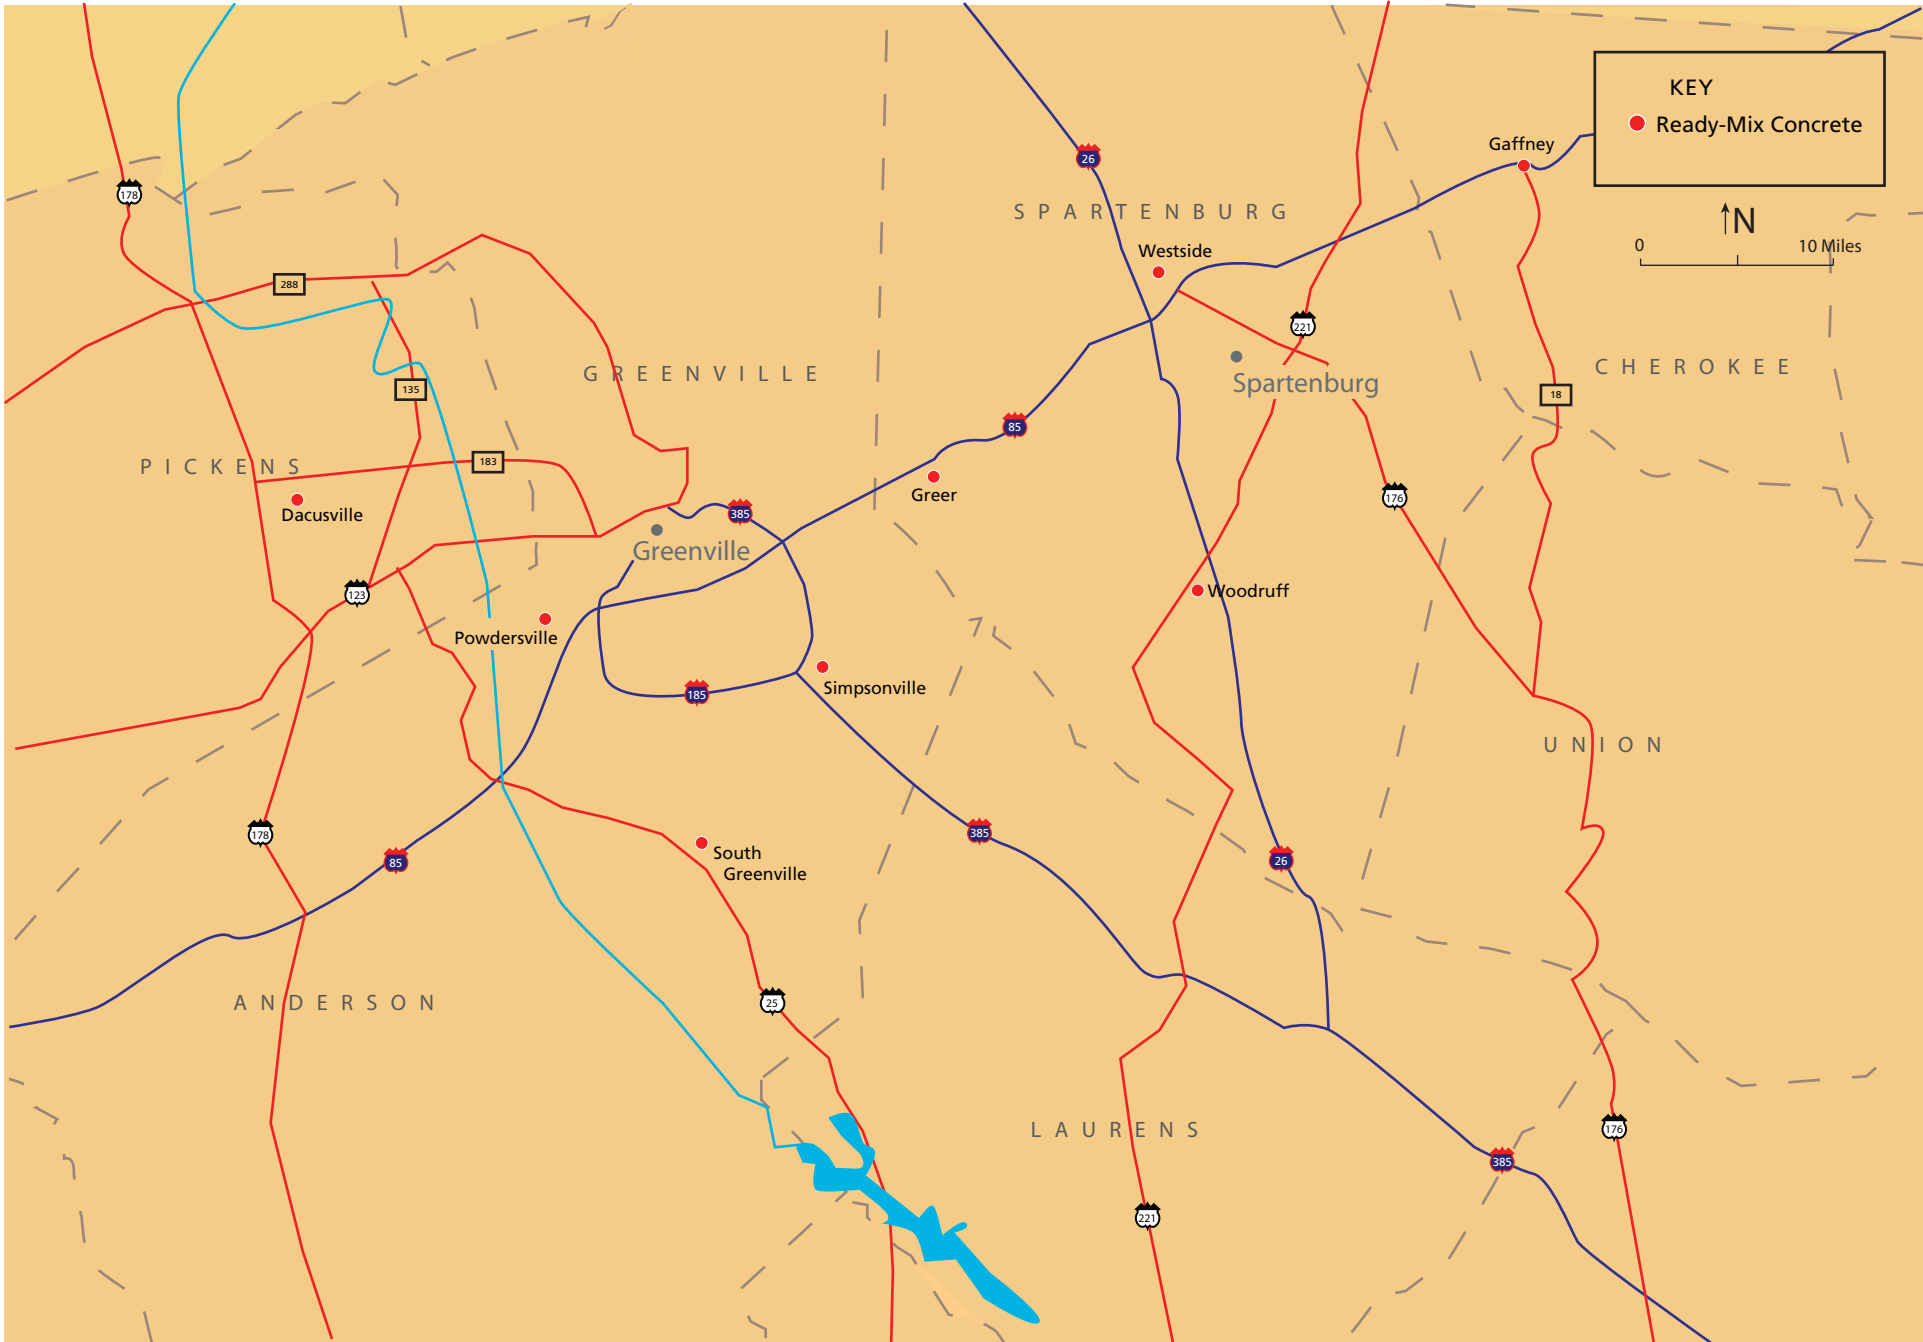 KEY
Ready-Mix Concrete
Gaffney
26
178
SPARTENBURG
N
0
10 Miles
Westside
288
221
GREENVILLE
CHEROKEE
Spartenburg
135
18
85
PICKENS
183
Greer
176
Dacusville
385
Greenville
123
Woodruff
Powdersville
Simpsonville
185
UNION
178
85
385
South
Greenville
26
ANDERSON
25
LAURENS
176
385
221